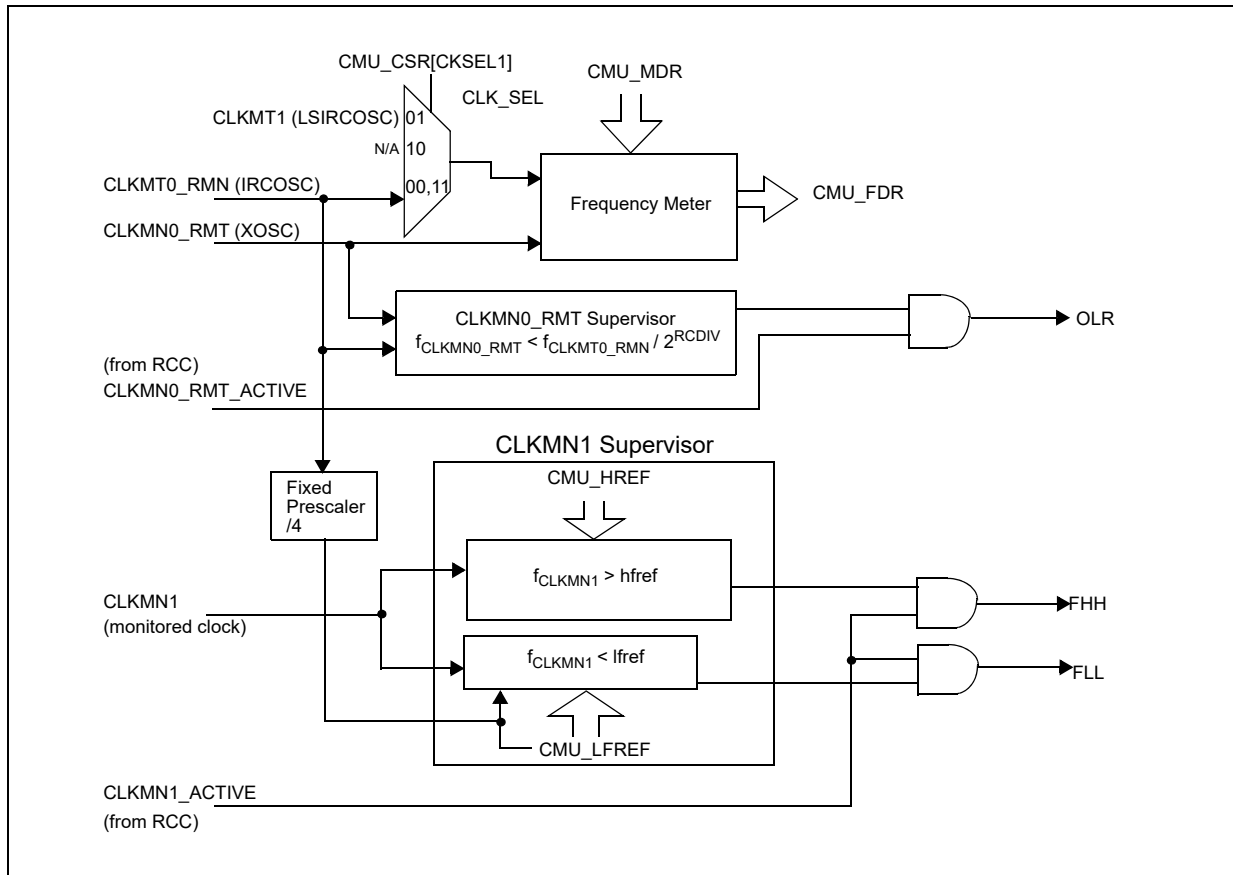 CMU_CSR[CKSEL1]
CMU_MDR
CLK_SEL
CLKMT1 (LSIRCOSC) 01
N/A 10
CLKMT0_RMN (IRCOSC)
00,11
Frequency Meter
CMU_FDR
CLKMN0_RMT (XOSC)
CLKMN0_RMT Supervisor
fCLKMN0_RMT < fCLKMT0_RMN / 2RCDIV
OLR
(from RCC)
CLKMN0_RMT_ACTIVE
CLKMN1 Supervisor
CMU_HREF
Fixed
Prescaler
/4
fCLKMN1 > hfref
CLKMN1
(monitored clock)
FHH
fCLKMN1 < lfref
FLL
CMU_LFREF
CLKMN1_ACTIVE
(from RCC)